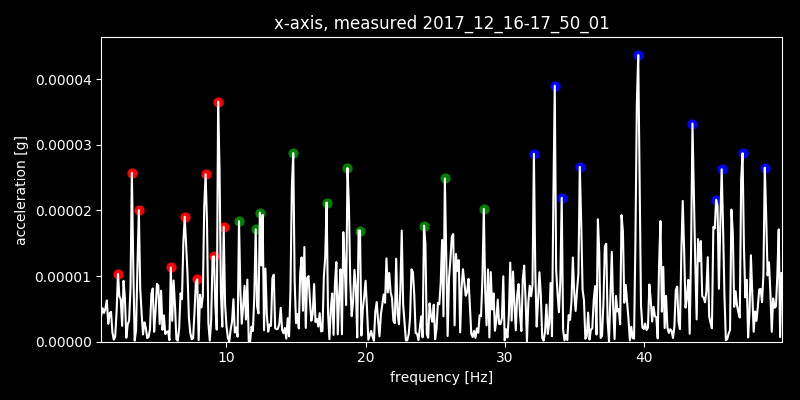 x-axis, measured 2017_12_16-17_50_01
acceleration [g]
0.00004
0.00003
0.00002
0.00001
0.00000
10 20 30 40
frequency [Hz]